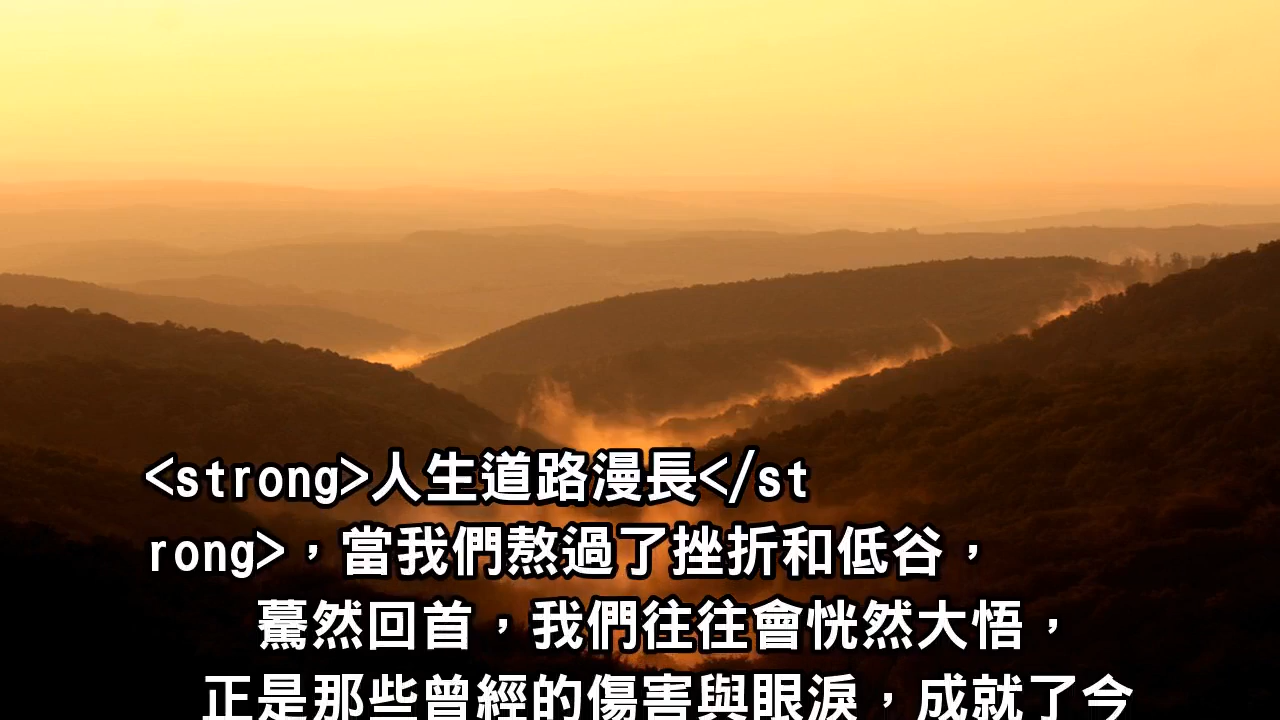 <strong>人生道路漫長</st
rong>，當我們熬過了挫折和低谷，
驀然回首，我們往往會恍然大悟，
正是那些曾經的傷害與眼淚，成就了今